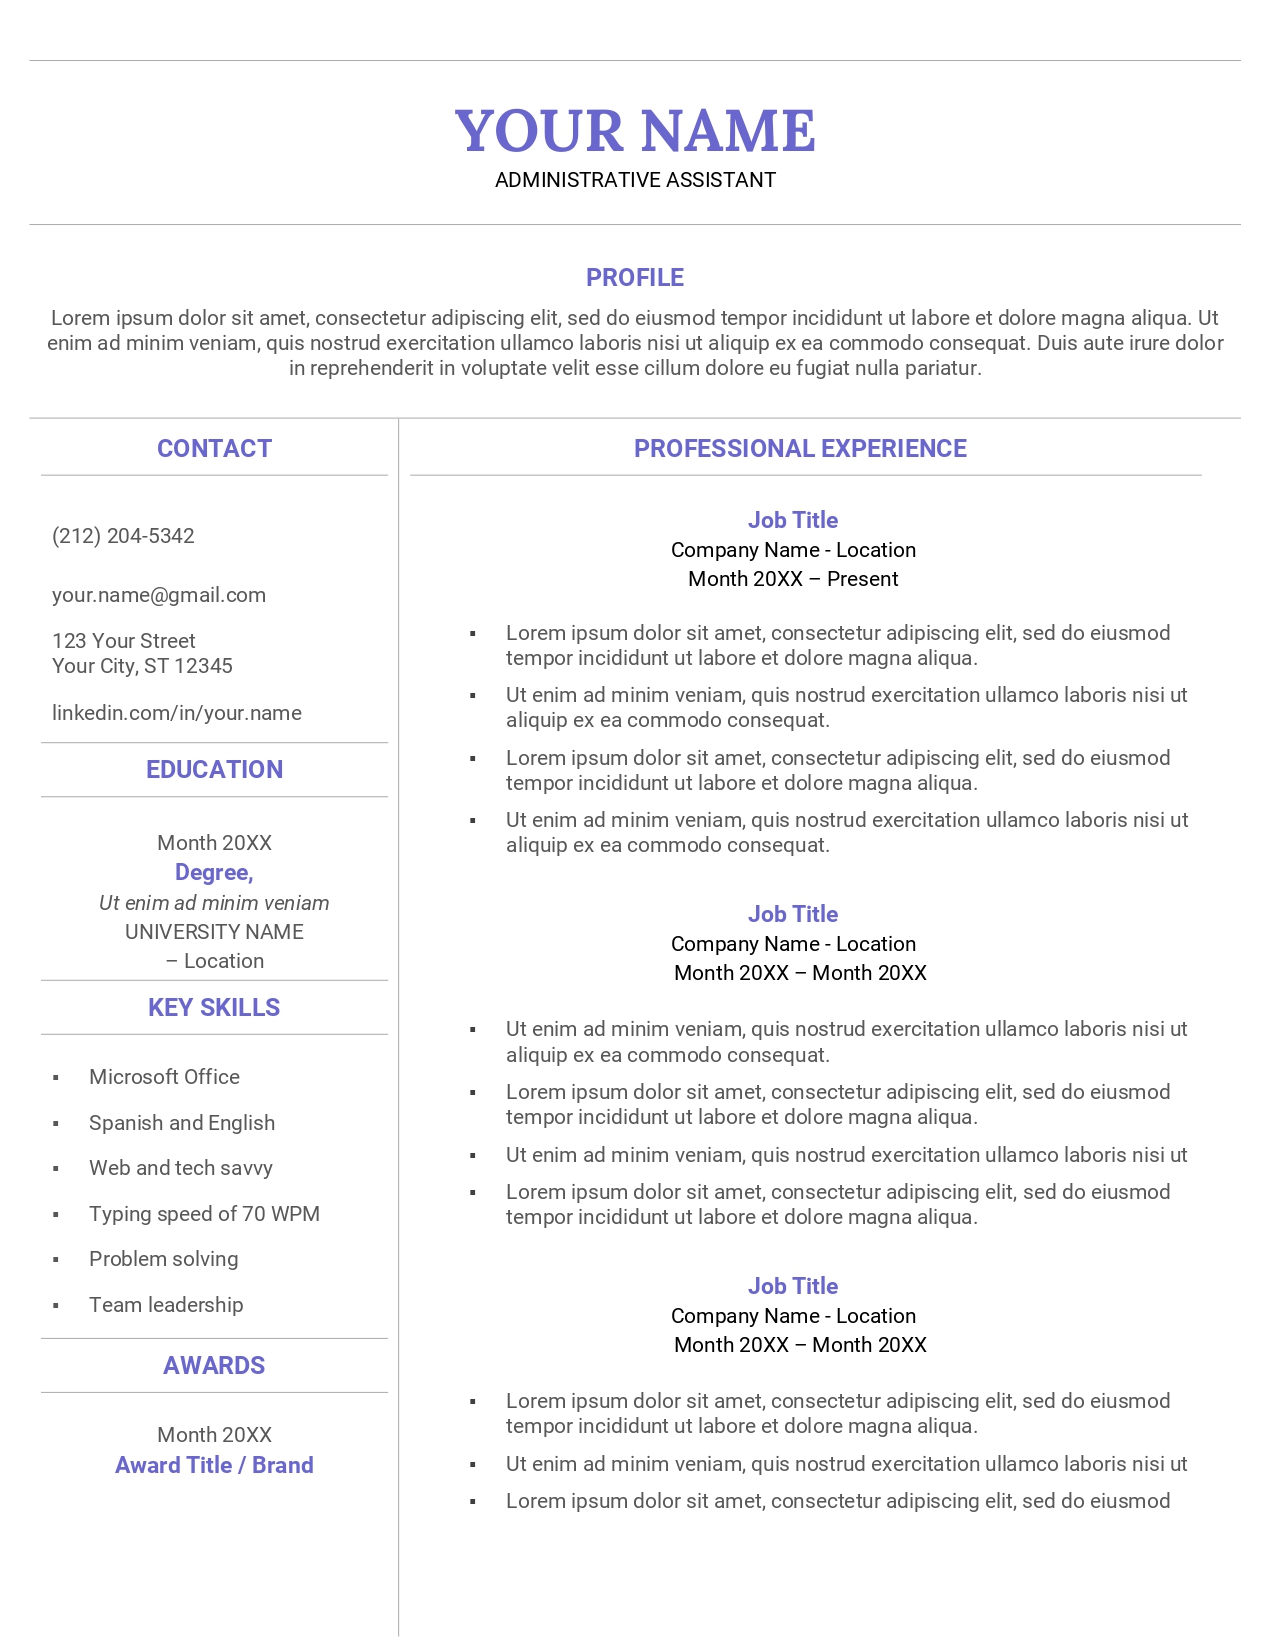 YOUR NAME
ADMINISTRATIVE ASSISTANT
PROFILE
Lorem ipsum dolor sit amet, consectetur adipiscing elit, sed do eiusmod tempor incididunt ut labore et dolore magna aliqua. Ut
enim ad minim veniam, quis nostrud exercitation ullamco laboris nisi ut aliquip ex ea commodo consequat. Duis aute irure dolor
in reprehenderit in voluptate velit esse cillum dolore eu fugiat nulla pariatur.
CONTACT
(212) 204-5342
your.name@gmail.com
123 Your Street
Your City, ST 12345
linkedin.com/in/your.name
EDUCATION
Month 20XX
Degree,
Ut enim ad minim veniam
UNIVERSITY NAME
– Location
KEY SKILLS
▪ Microsoft Office
▪ Spanish and English
▪ Web and tech savvy
▪ Typing speed of 70 WPM
▪ Problem solving
▪ Team leadership
AWARDS
Month 20XX
Award Title / Brand
PROFESSIONAL EXPERIENCE
Job Title
Company Name - Location
Month 20XX – Present
▪ Lorem ipsum dolor sit amet, consectetur adipiscing elit, sed do eiusmod
tempor incididunt ut labore et dolore magna aliqua.
▪ Ut enim ad minim veniam, quis nostrud exercitation ullamco laboris nisi ut
aliquip ex ea commodo consequat.
▪ Lorem ipsum dolor sit amet, consectetur adipiscing elit, sed do eiusmod
tempor incididunt ut labore et dolore magna aliqua.
▪ Ut enim ad minim veniam, quis nostrud exercitation ullamco laboris nisi ut
aliquip ex ea commodo consequat.
Job Title
Company Name - Location
Month 20XX – Month 20XX
▪ Ut enim ad minim veniam, quis nostrud exercitation ullamco laboris nisi ut
aliquip ex ea commodo consequat.
▪ Lorem ipsum dolor sit amet, consectetur adipiscing elit, sed do eiusmod
tempor incididunt ut labore et dolore magna aliqua.
▪ Ut enim ad minim veniam, quis nostrud exercitation ullamco laboris nisi ut
▪ Lorem ipsum dolor sit amet, consectetur adipiscing elit, sed do eiusmod
tempor incididunt ut labore et dolore magna aliqua.
Job Title
Company Name - Location
Month 20XX – Month 20XX
▪ Lorem ipsum dolor sit amet, consectetur adipiscing elit, sed do eiusmod
tempor incididunt ut labore et dolore magna aliqua.
▪ Ut enim ad minim veniam, quis nostrud exercitation ullamco laboris nisi ut
▪ Lorem ipsum dolor sit amet, consectetur adipiscing elit, sed do eiusmod